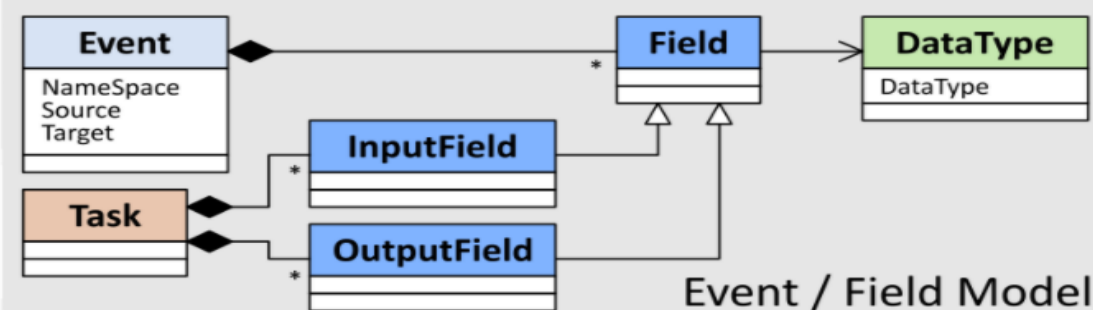 Event
Field
DataType
*
NameSpace
Source
Target
DataType
InputField
*
Task
OutputField
*
Event / Field Model